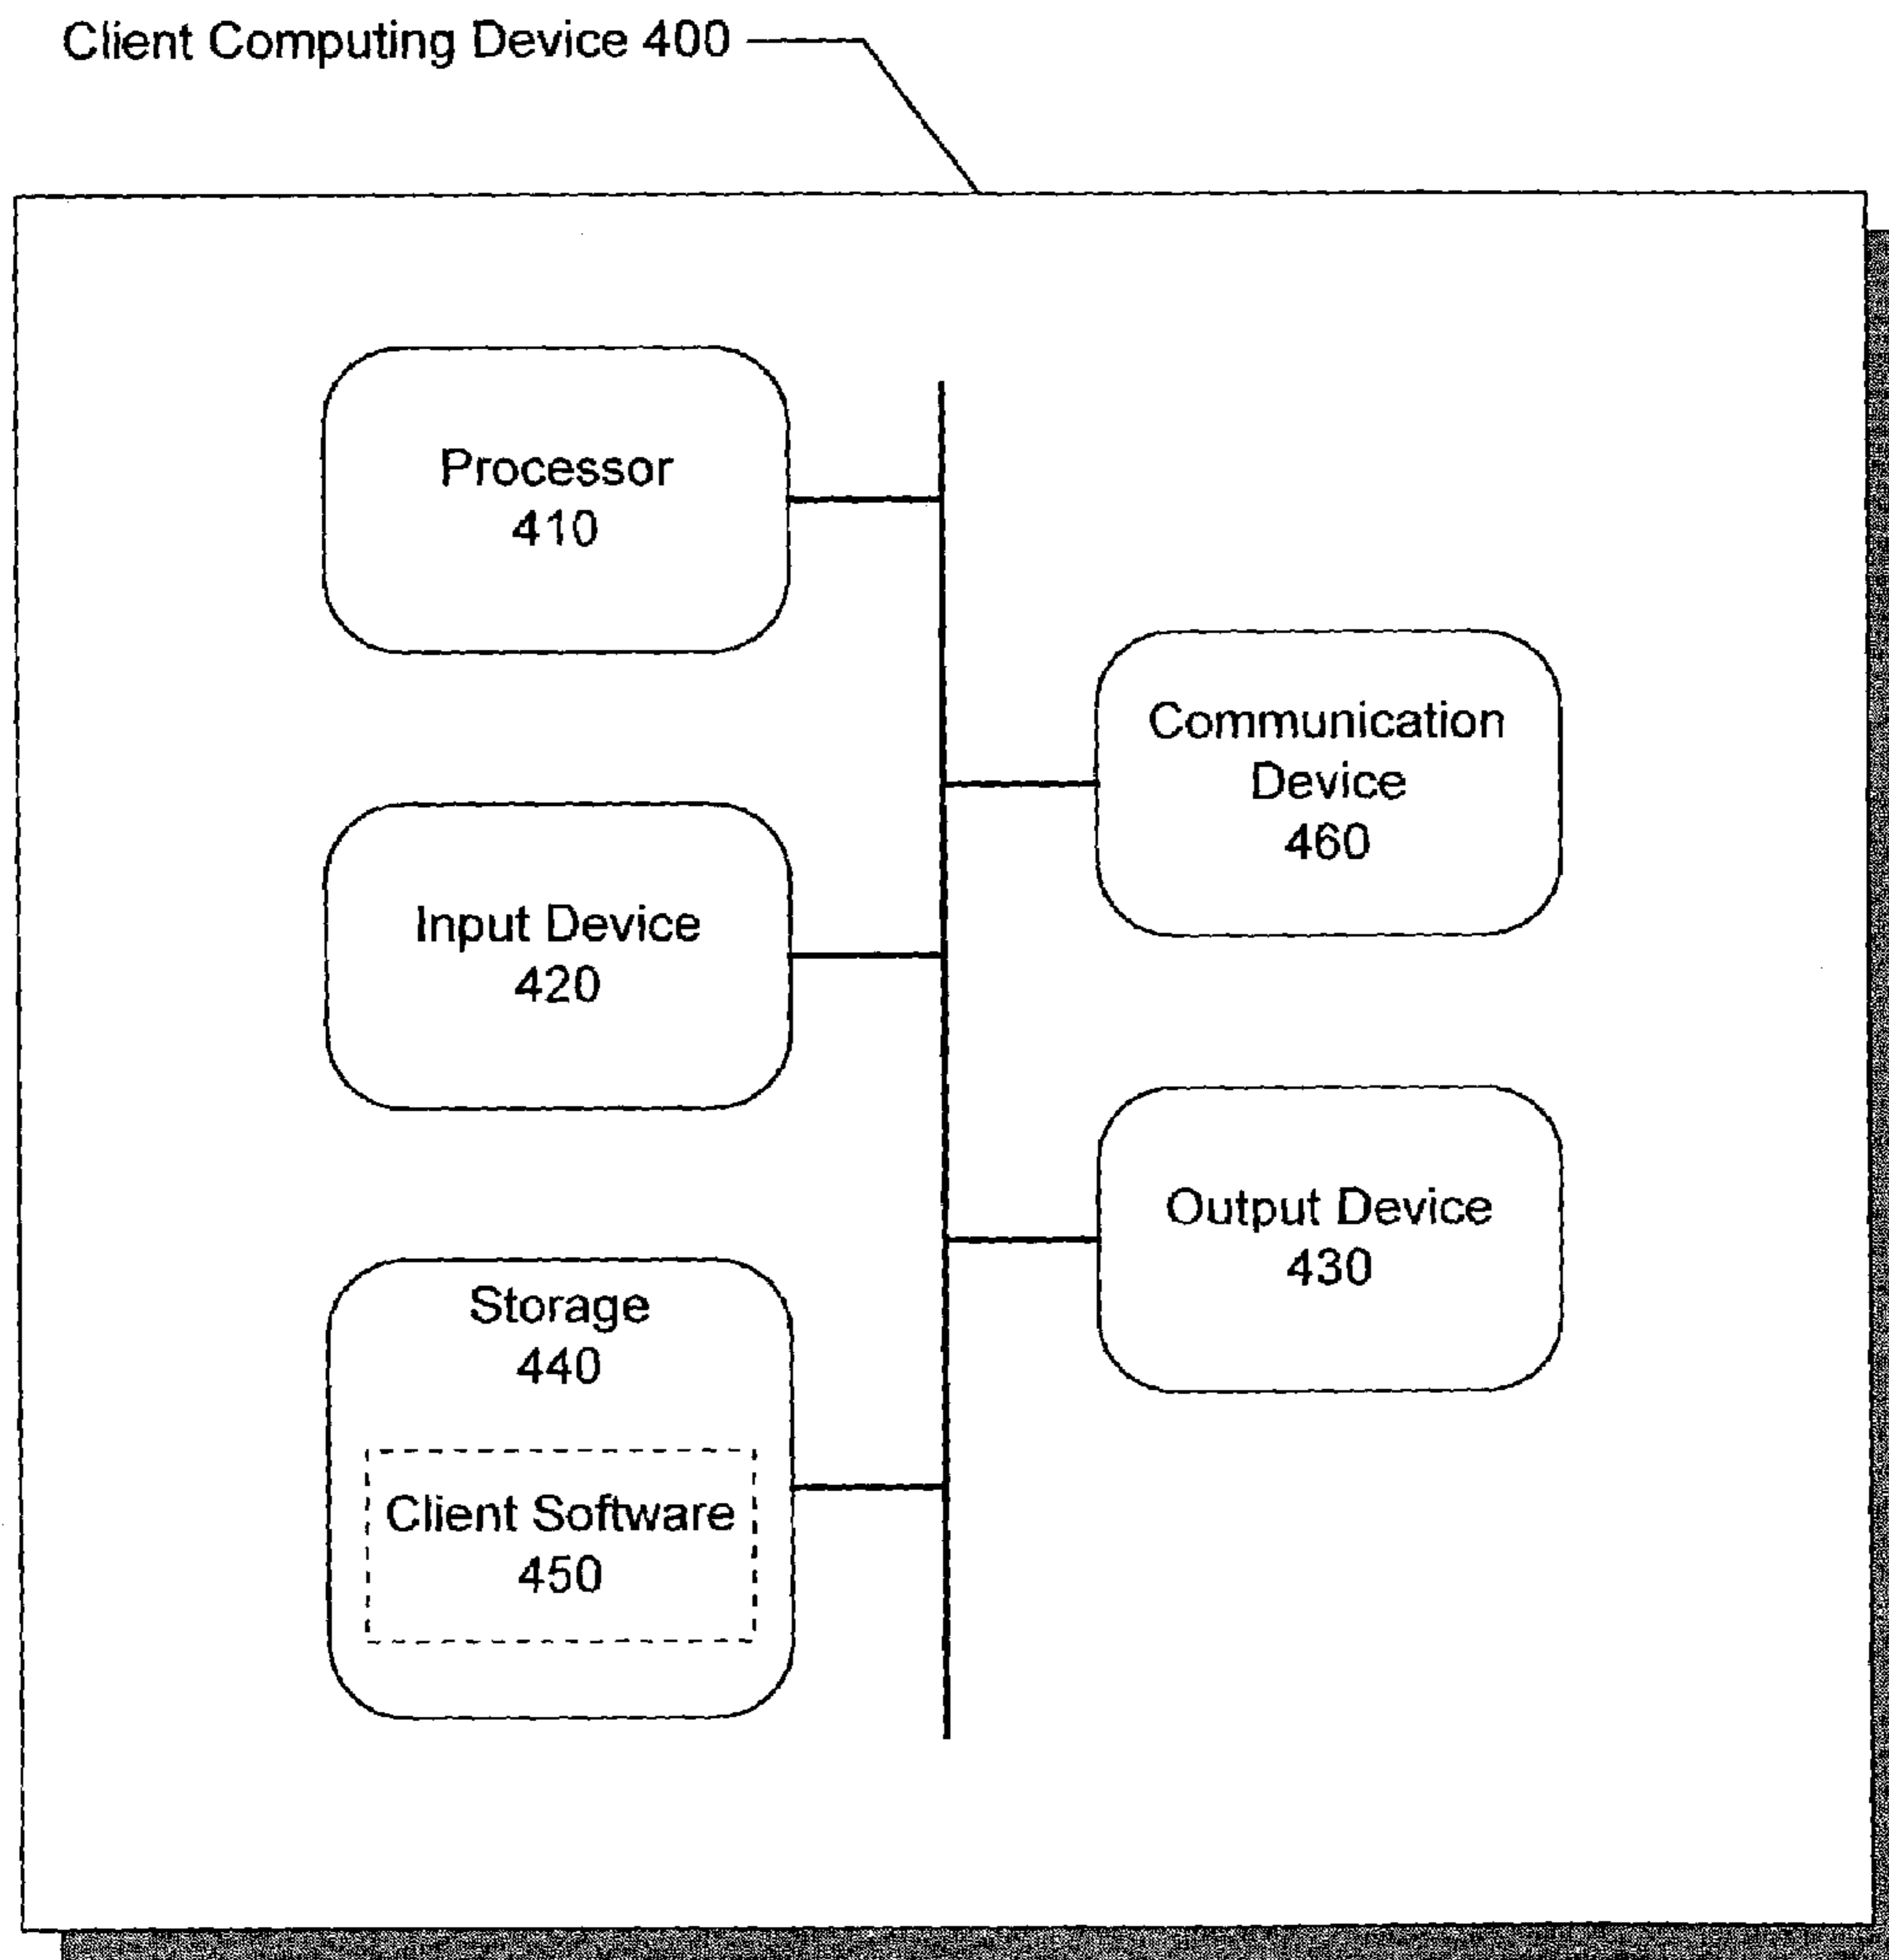 Client Computing Device 400
Processor
410
Communication
Device
460
Input Device
420
Output Device
430
Storage
440
Client Software
450